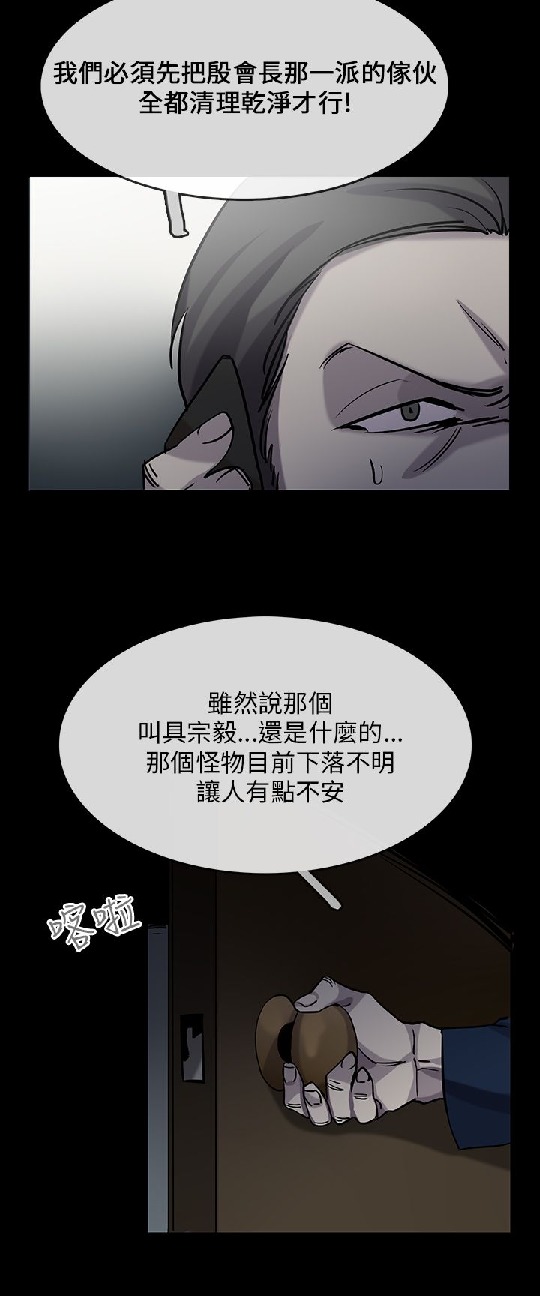 我們必須先把殷會長那一派的傢伙
全都清理乾淨才行!
雖然說那個
叫具宗毅...還是什麼的...
那個怪物目前下落不明
讓人有點不安
喀啦